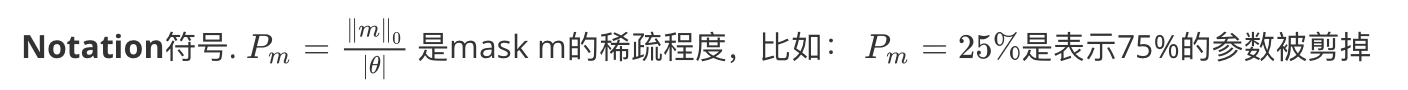 Notation符号. $P_m = \frac{\|m\|_0}{|\theta|}$ 是mask m的稀疏程度，比如： $P_m = 25\%$是表示75%的参数被剪掉